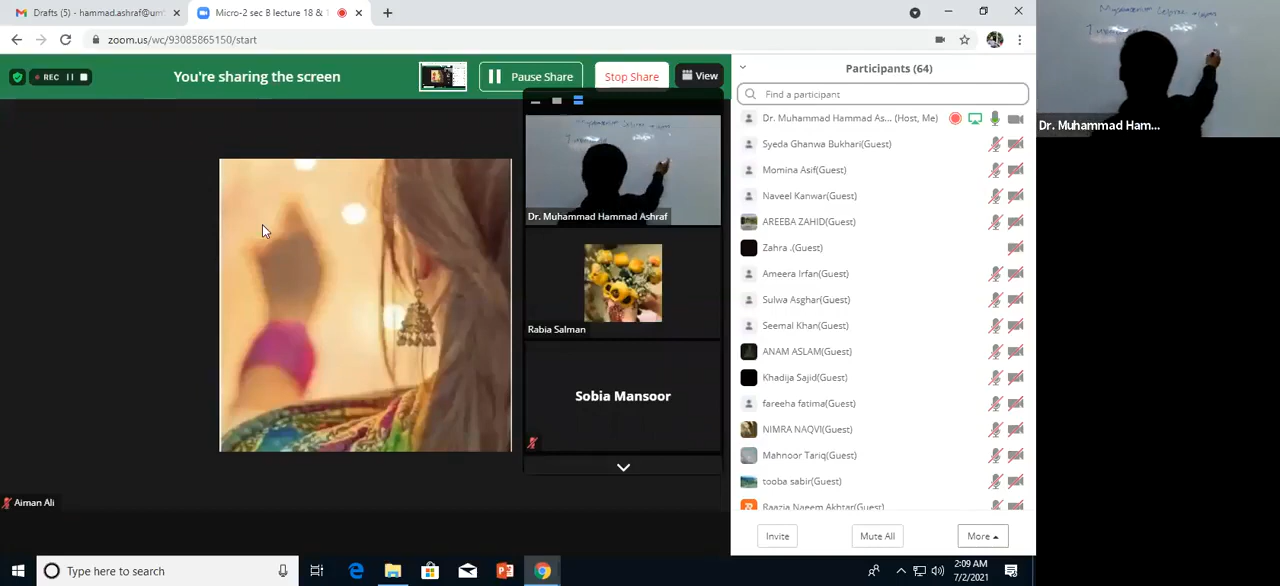 Drafts (5) - hammad.ashraf@um
Micro-2 sec B lecture 18 &
zoom.us/wc/93085865150/start
REC
You're sharing the screen
Pause Share
Stop Share
View
Dr. Muhammad Hammad Ashraf
Rabia Salman
Sobia Mansoor
Aiman Ali
Participants (64)
Find a participant
Dr. Muhammad Hammad As... (Host, Me)
Syeda Ghanwa Bukhari(Guest)
Momina Asif(Guest)
Naveel Kanwar(Guest)
AREEBA ZAHID(Guest)
Zahra .(Guest)
Ameera Irfan(Guest)
Sulwa Asghar(Guest)
Seemal Khan(Guest)
ANAM ASLAM(Guest)
Khadija Sajid(Guest)
fareeha fatima(Guest)
NIMRA NAQVI(Guest)
Mahnoor Tariq(Guest)
tooba sabir(Guest)
Raazia Naeem Akhtar(Guest)
Invite
Mute All
More
Dr. Muhammad Ham...
Type here to search
2:09 AM
7/2/2021